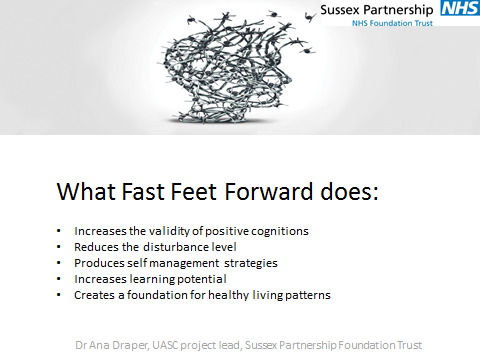 Sussex Partnership NHS
NHS Foundation Trust
What Fast Feet Forward does:
• Increases the validity of positive cognitions
• Reduces the disturbance level
• Produces self management strategies
• Increases learning potential
• Creates a foundation for healthy living patterns
Dr Ana Draper, UASC project lead, Sussex Partnership Foundation Trust